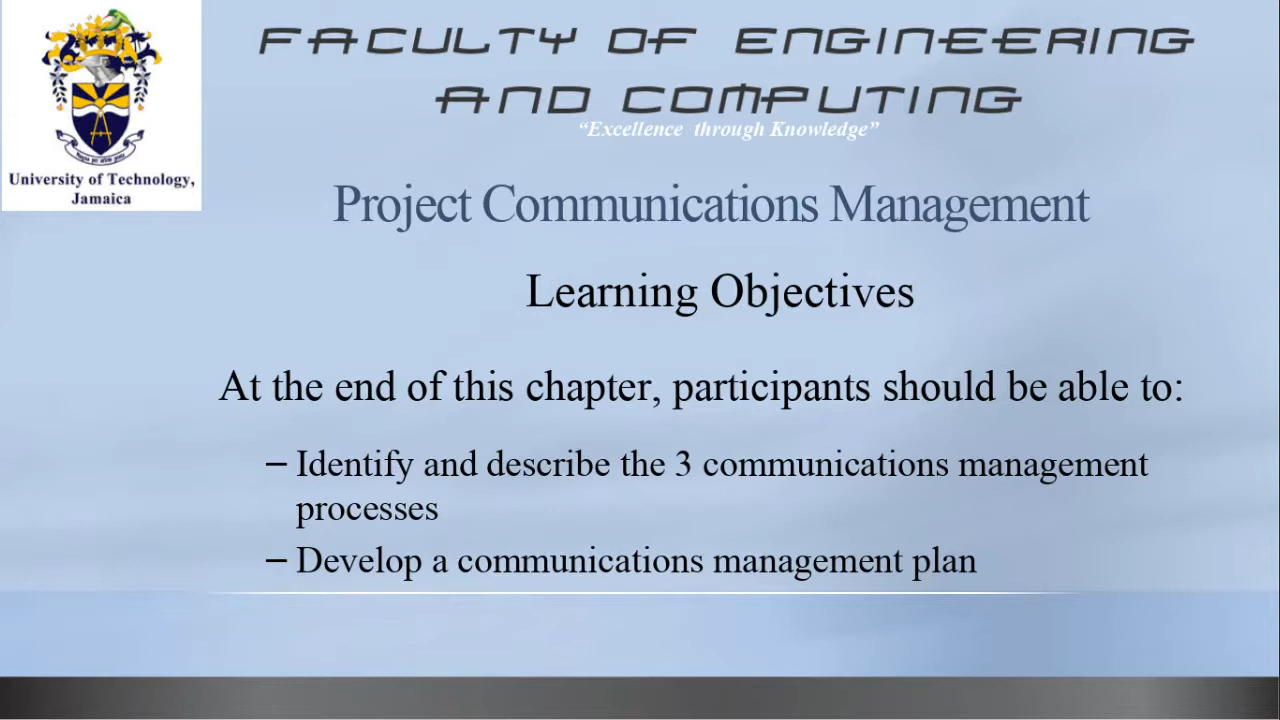 FACULTY OF ENGINEERING
AND COMPUTING
“Excellence through Knowledge”
University of Technology,
Jamaica
Project Communications Management
Learning Objectives
At the end of this chapter, participants should be able to:
– Identify and describe the 3 communications management
processes
– Develop a communications management plan